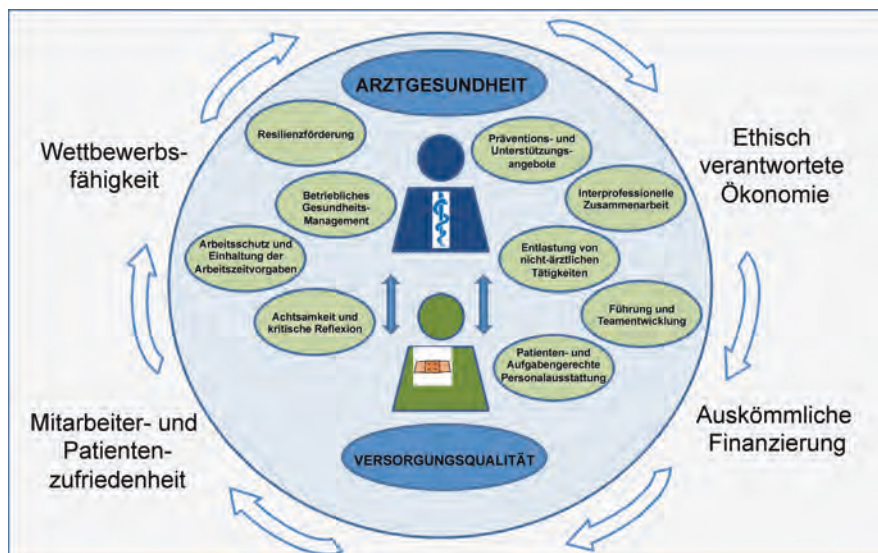 ARZTGESUNDHEIT
Resilienzförderung
Präventions- und
Unterstützungs-
angebote
Wettbewerbs-
fähigkeit
Ethisch
verantwortete
Ökonomie
Betriebliches
Gesundheits-
Management
Interprofessionelle
Zusammenarbeit
Arbeitsschutz und
Einhaltung der
Arbeitszeitvorgaben
Entlastung von
nicht-ärztlichen
Tätigkeiten
Achtsamkeit und
kritische Reflexion
Führung und
Teamentwicklung
Patienten- und
Aufgabengerechte
Personalausstattung
Mitarbeiter- und
Patienten-
zufriedenheit
Auskömmliche
Finanzierung
VERSORGUNGSQUALITÄT